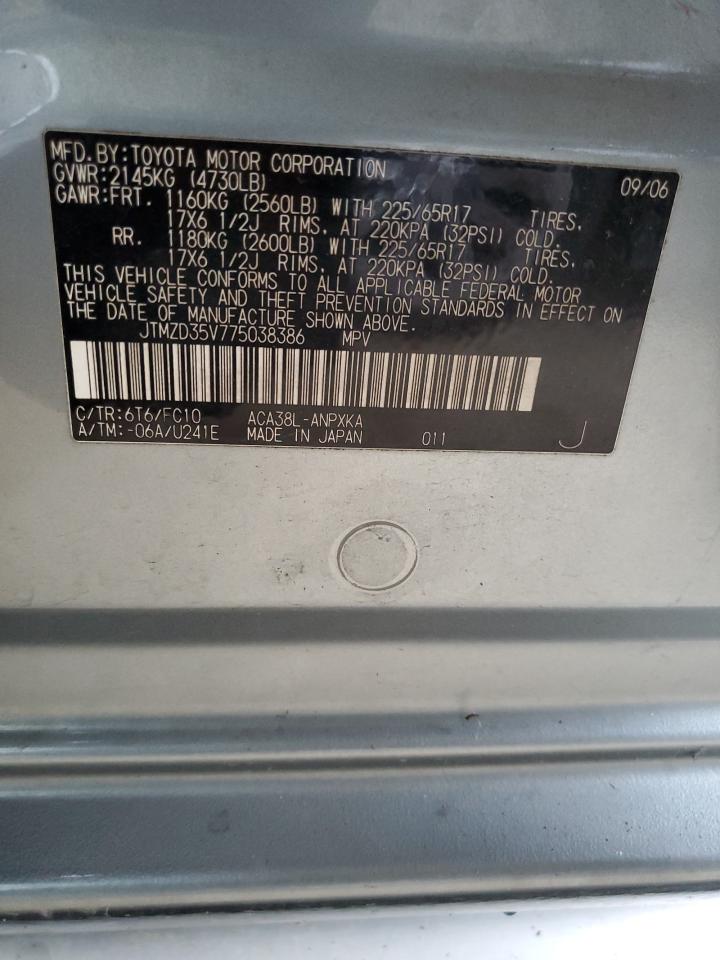 MFD.BY:TOYOTA MOTOR CORPORATION 09/06
GVWR:2145KG (4730LB)
GAWR:FRT. 1160KG (2560LB) WITH 225/65R17 TIRES,
17X6 1/2J RIMS, AT 220KPA (32PSI) COLD.
RR. 1180KG (2600LB) WITH 225/65R17 TIRES,
17X6 1/2J RIMS, AT 220KPA (32PSI) COLD.
THIS VEHICLE CONFORMS TO ALL APPLICABLE FEDERAL MOTOR
VEHICLE SAFETY AND THEFT PREVENTION STANDARDS IN EFFECT ON
THE DATE OF MANUFACTURE SHOWN ABOVE.
JTMZD35V775038386 MPV
C/TR:6T6/FC10 ACA38L-ANPXKA
A/TM:-06A/U241E MADE IN JAPAN 011 J